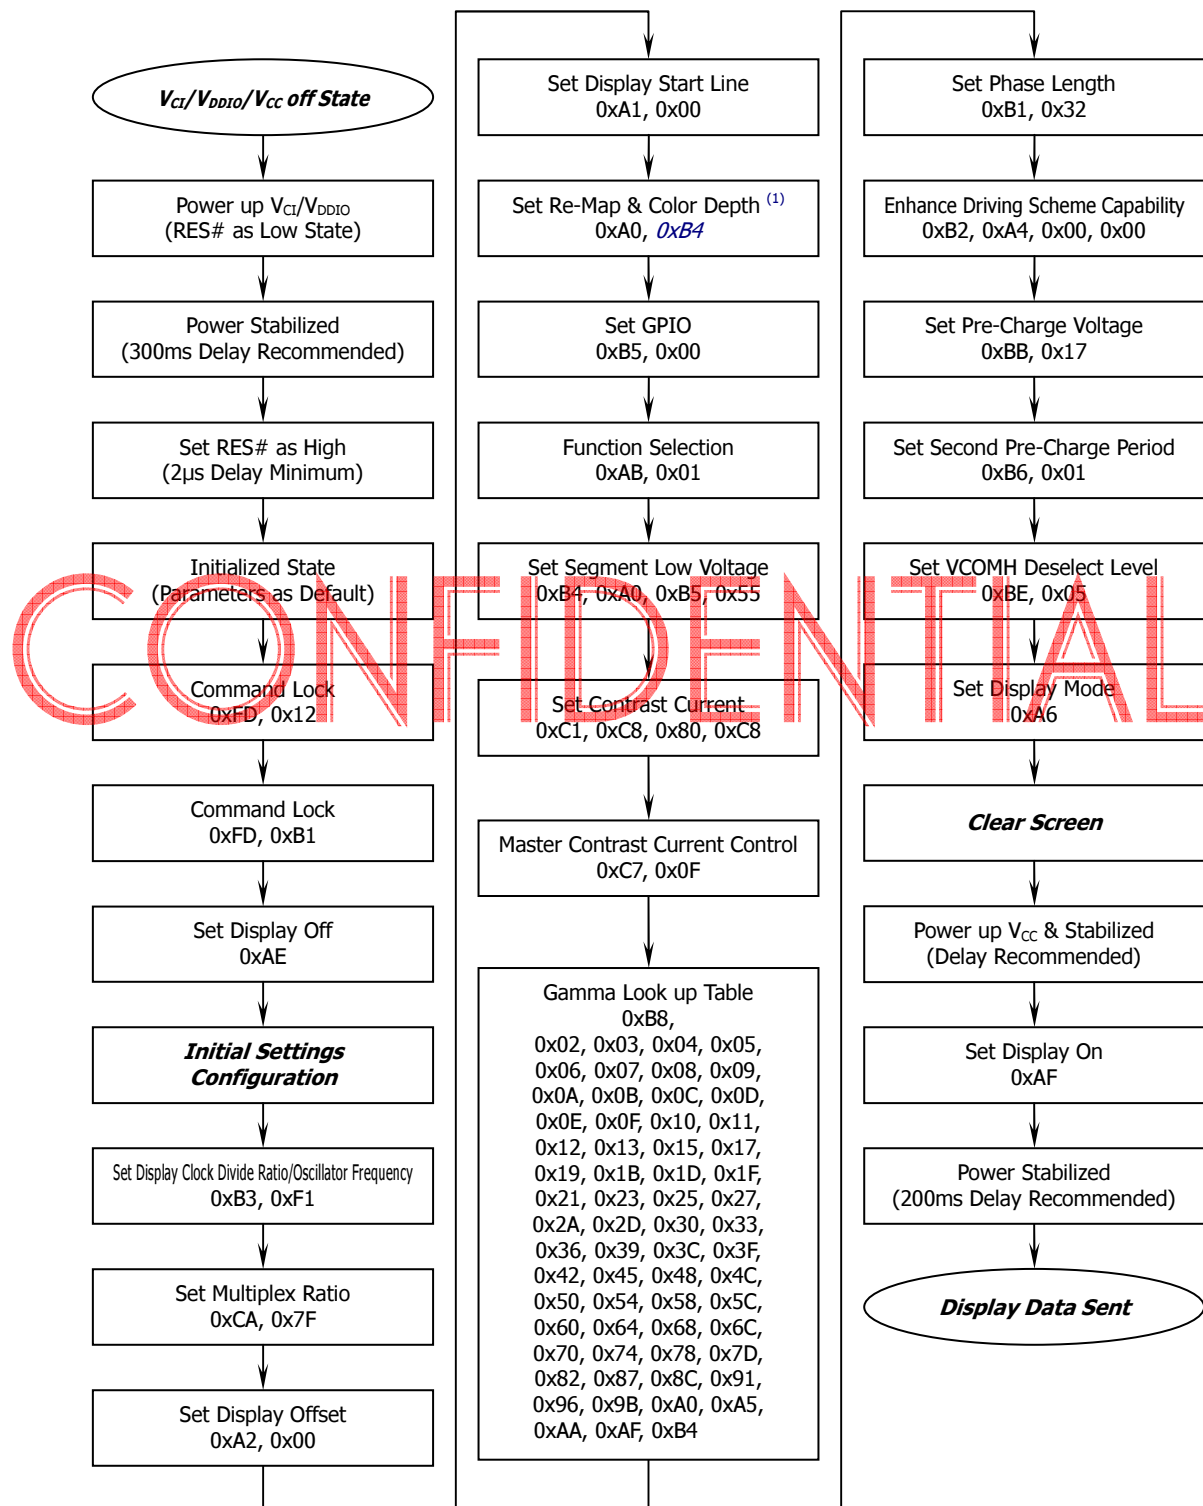 V_CI/V_DDIO/V_CC off State
Power up V_CI/V_DDIO
(RES# as Low State)
Power Stabilized
(300ms Delay Recommended)
Set RES# as High
(2µs Delay Minimum)
Initialized State
(Parameters as Default)
Command Lock
0xFD, 0x12
Command Lock
0xFD, 0xB1
Set Display Off
0xAE
Initial Settings
Configuration
Set Display Clock Divide Ratio/Oscillator Frequency
0xB3, 0xF1
Set Multiplex Ratio
0xCA, 0x7F
Set Display Offset
0xA2, 0x00
Set Display Start Line
0xA1, 0x00
Set Re-Map & Color Depth (1)
0xA0, 0xB4
Set GPIO
0xB5, 0x00
Function Selection
0xAB, 0x01
Set Segment Low Voltage
0xB4, 0xA0, 0xB5, 0x55
Set Contrast Current
0xC1, 0xC8, 0x80, 0xC8
Master Contrast Current Control
0xC7, 0x0F
Gamma Look up Table
0xB8,
0x02, 0x03, 0x04, 0x05,
0x06, 0x07, 0x08, 0x09,
0x0A, 0x0B, 0x0C, 0x0D,
0x0E, 0x0F, 0x10, 0x11,
0x12, 0x13, 0x15, 0x17,
0x19, 0x1B, 0x1D, 0x1F,
0x21, 0x23, 0x25, 0x27,
0x2A, 0x2D, 0x30, 0x33,
0x36, 0x39, 0x3C, 0x3F,
0x42, 0x45, 0x48, 0x4C,
0x50, 0x54, 0x58, 0x5C,
0x60, 0x64, 0x68, 0x6C,
0x70, 0x74, 0x78, 0x7D,
0x82, 0x87, 0x8C, 0x91,
0x96, 0x9B, 0xA0, 0xA5,
0xAA, 0xAF, 0xB4
Set Phase Length
0xB1, 0x32
Enhance Driving Scheme Capability
0xB2, 0xA4, 0x00, 0x00
Set Pre-Charge Voltage
0xBB, 0x17
Set Second Pre-Charge Period
0xB6, 0x01
Set VCOMH Deselect Level
0xBE, 0x05
Set Display Mode
0xA6
Clear Screen
Power up V_CC & Stabilized
(Delay Recommended)
Set Display On
0xAF
Power Stabilized
(200ms Delay Recommended)
Display Data Sent
CONFIDENTIAL